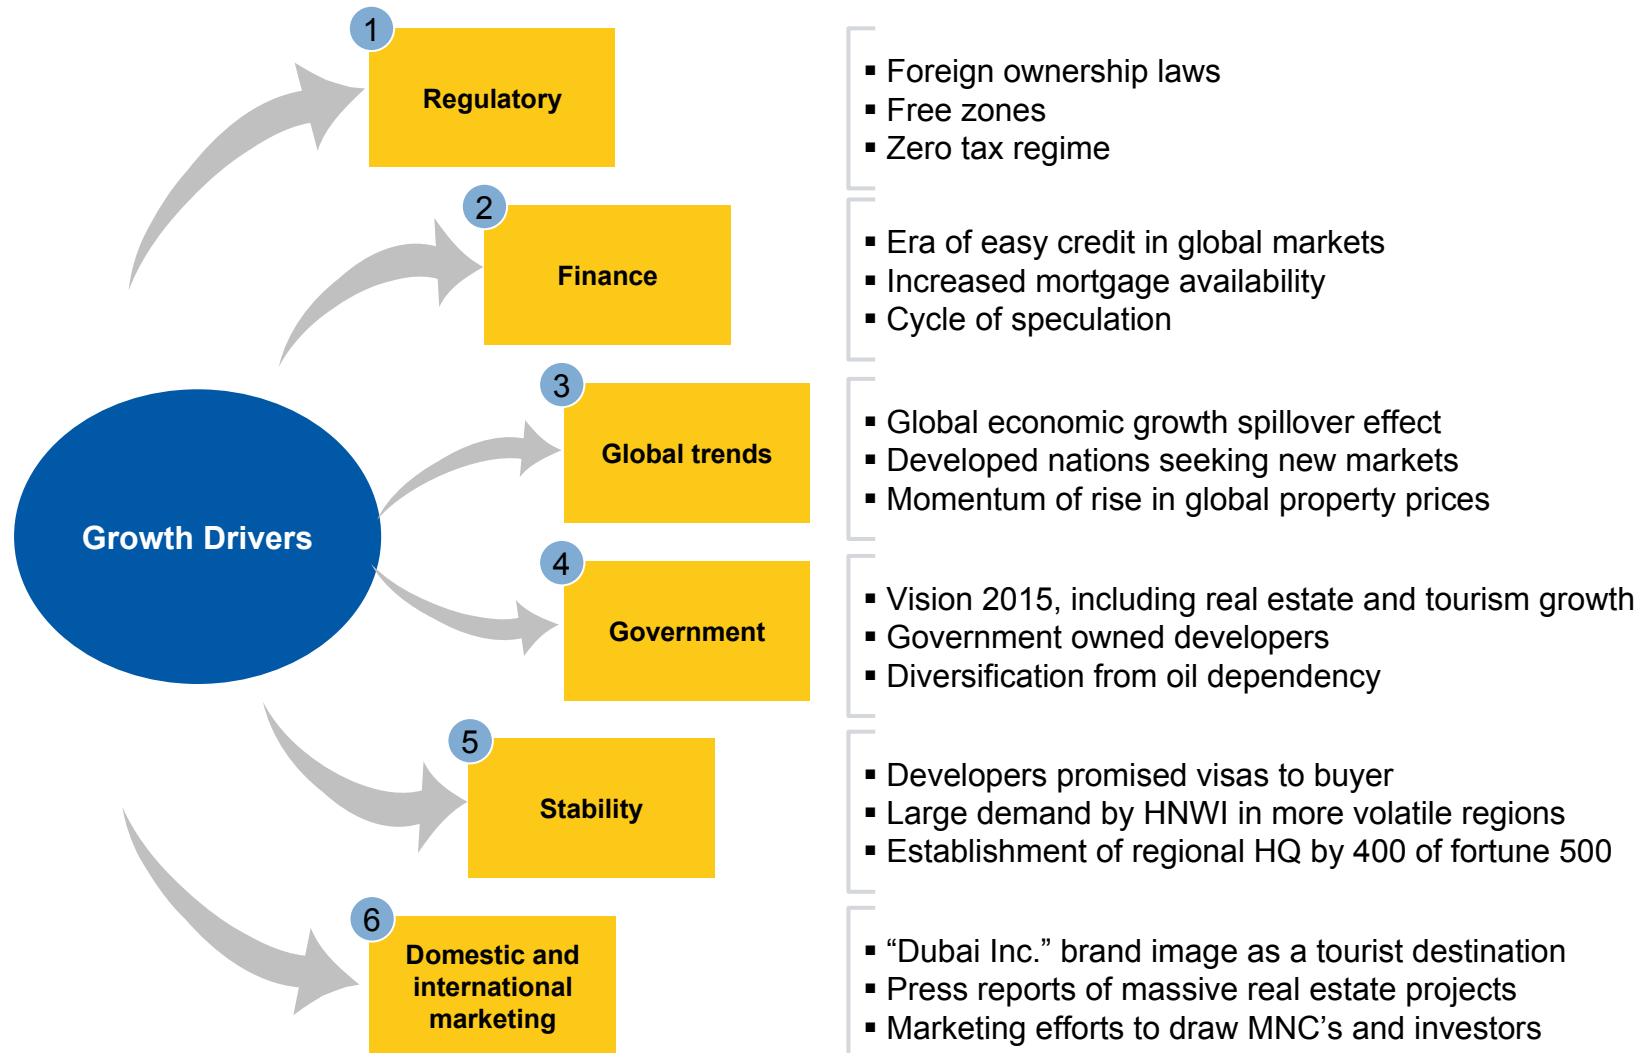 1
Regulatory
▪ Foreign ownership laws
▪ Free zones
▪ Zero tax regime
2
Finance
▪ Era of easy credit in global markets
▪ Increased mortgage availability
▪ Cycle of speculation
Growth Drivers
3
Global trends
▪ Global economic growth spillover effect
▪ Developed nations seeking new markets
▪ Momentum of rise in global property prices
4
Government
▪ Vision 2015, including real estate and tourism growth
▪ Government owned developers
▪ Diversification from oil dependency
5
Stability
▪ Developers promised visas to buyer
▪ Large demand by HNWI in more volatile regions
▪ Establishment of regional HQ by 400 of fortune 500
6
Domestic and
international
marketing
▪ “Dubai Inc.” brand image as a tourist destination
▪ Press reports of massive real estate projects
▪ Marketing efforts to draw MNC’s and investors